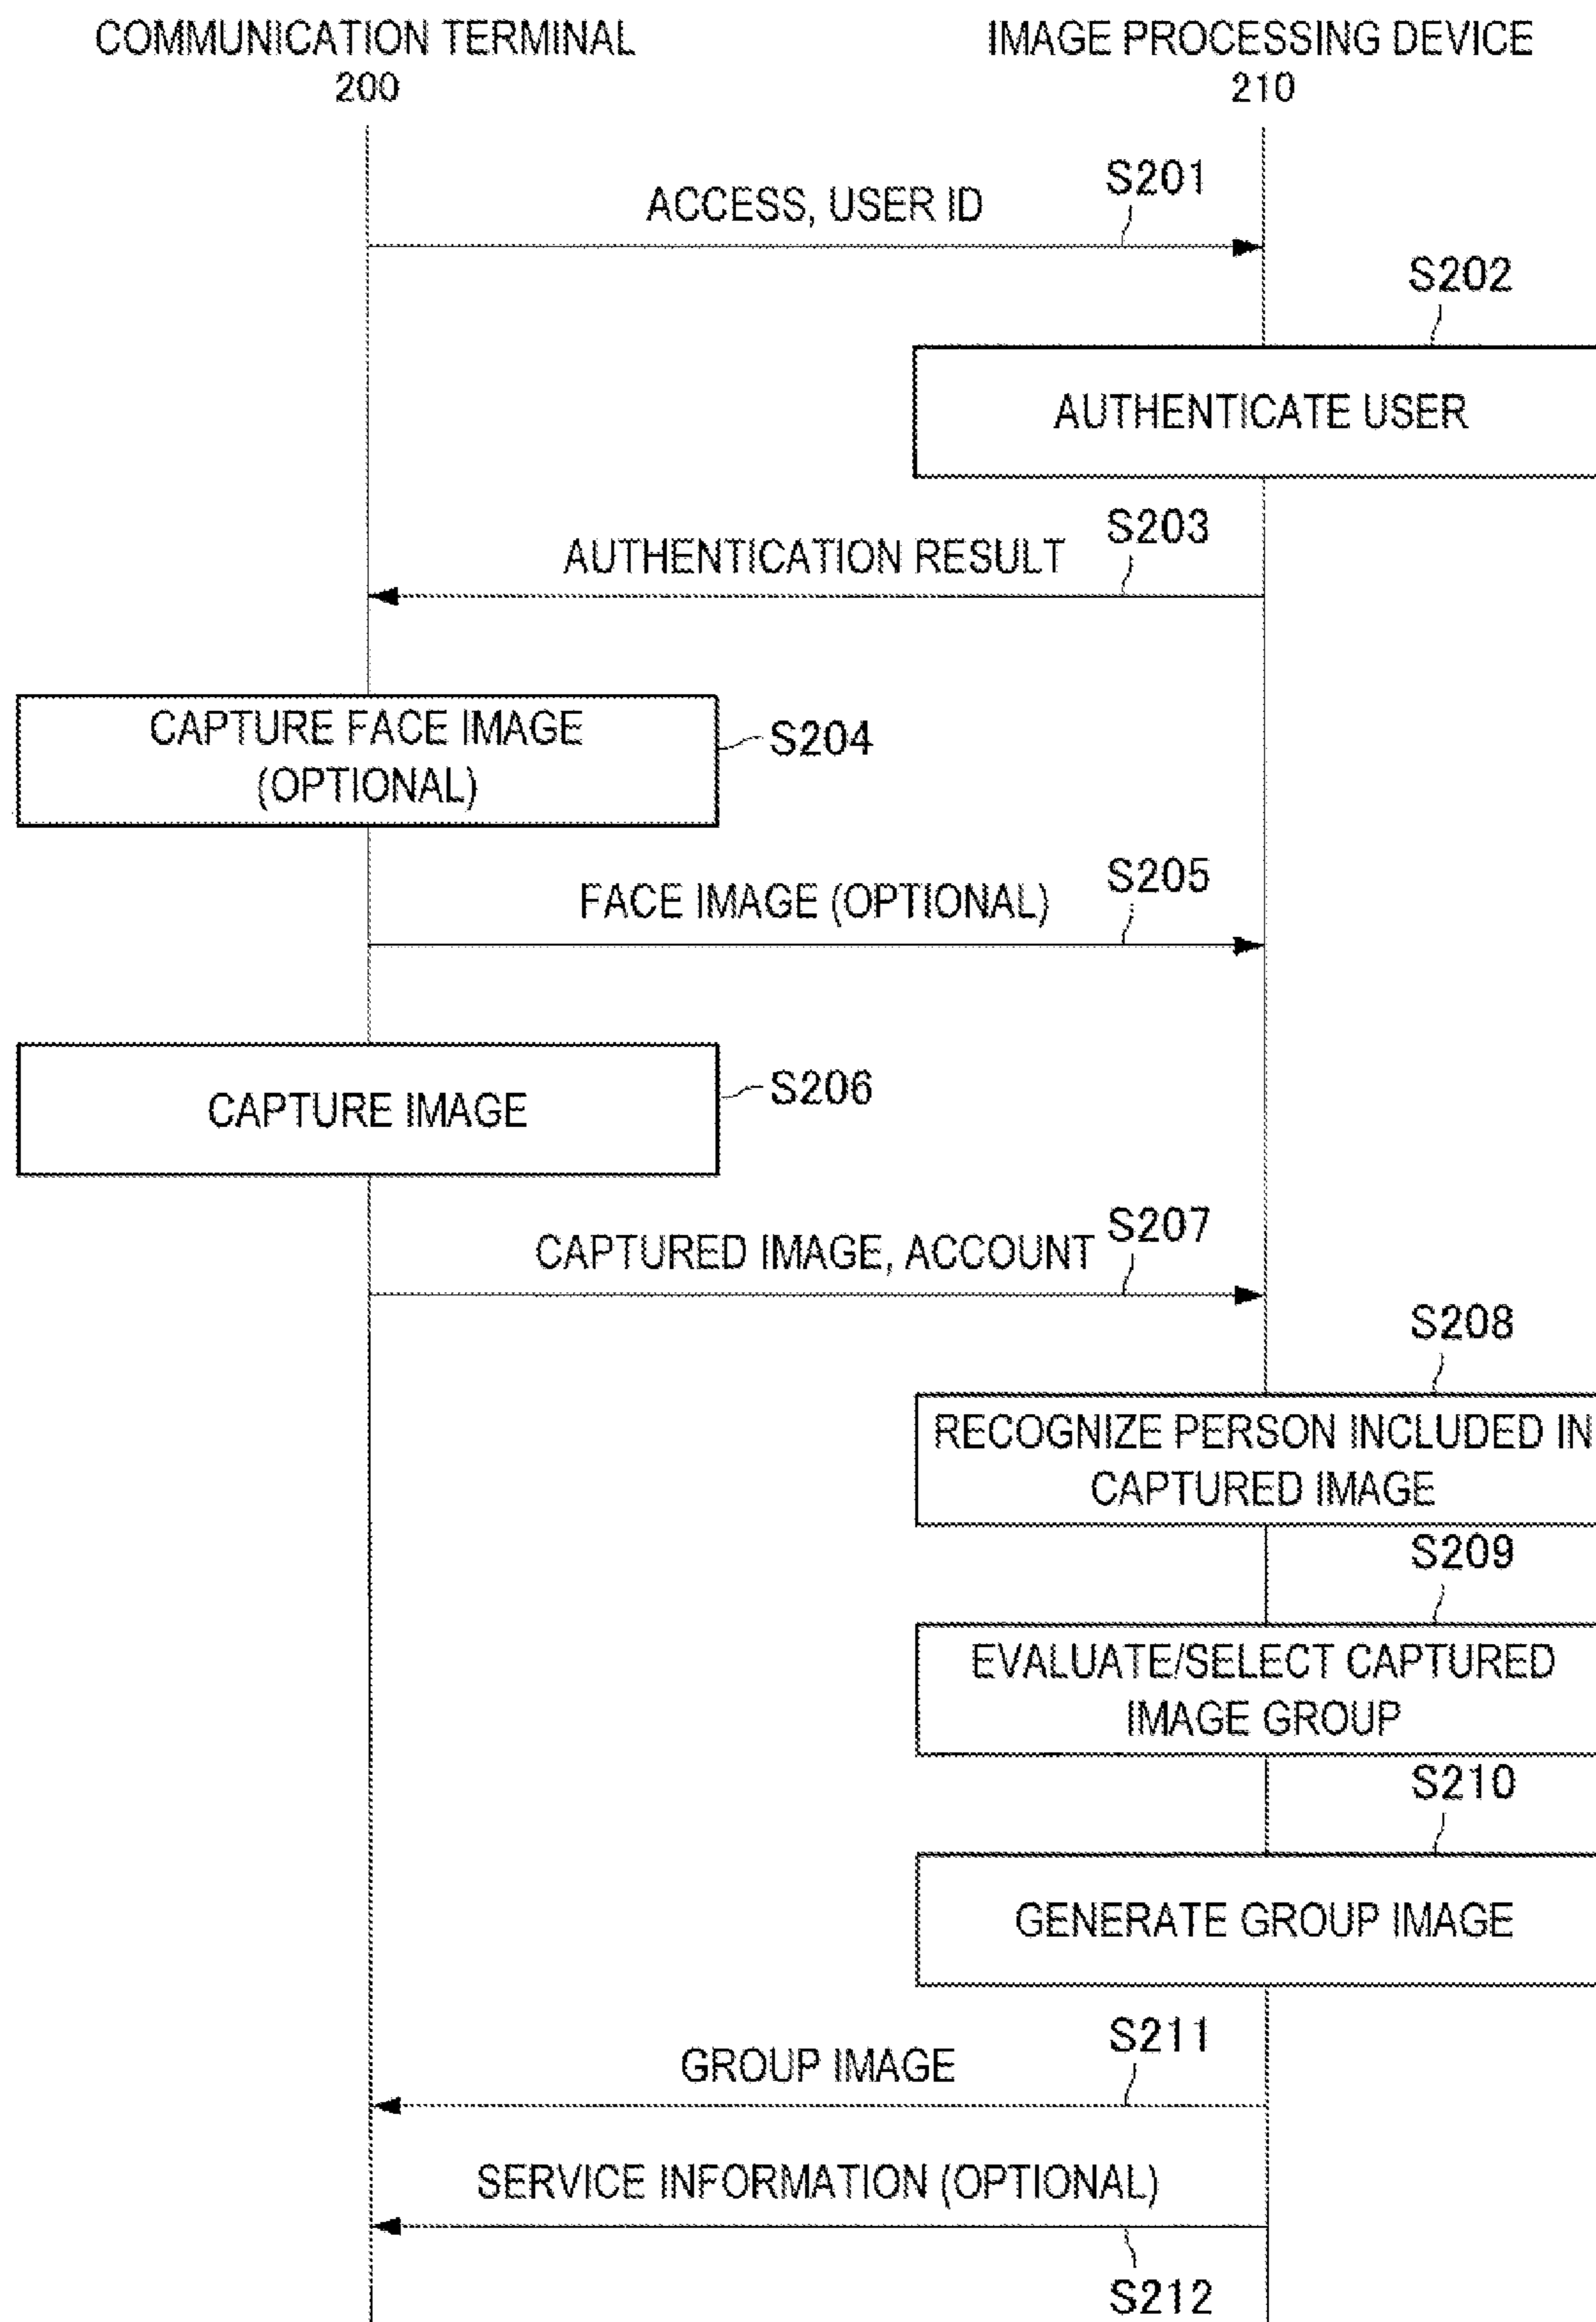 COMMUNICATION TERMINAL
200
IMAGE PROCESSING DEVICE
210
S201
ACCESS, USER ID
S202
AUTHENTICATE USER
S203
AUTHENTICATION RESULT
CAPTURE FACE IMAGE
(OPTIONAL)
S204
S205
FACE IMAGE (OPTIONAL)
CAPTURE IMAGE
S206
S207
CAPTURED IMAGE, ACCOUNT
S208
RECOGNIZE PERSON INCLUDED IN
CAPTURED IMAGE
S209
EVALUATE/SELECT CAPTURED
IMAGE GROUP
S210
GENERATE GROUP IMAGE
S211
GROUP IMAGE
SERVICE INFORMATION (OPTIONAL)
S212